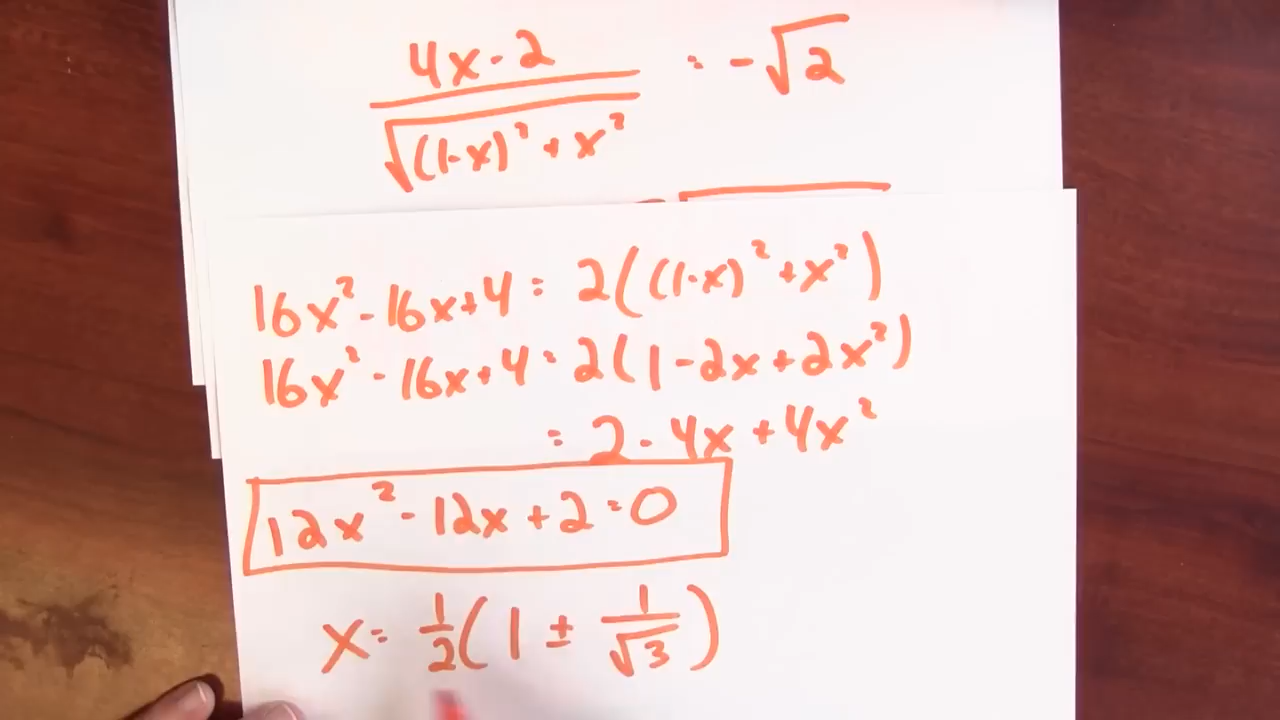 4x-2 = -√2
√((1-x)² + x²)
16x² - 16x + 4 = 2((1-x)² + x²)
16x² - 16x + 4 = 2(1 - 2x + 2x²)
= 2 - 4x + 4x²
12x² - 12x + 2 = 0
x = 1/2 (1 ± 1/√3)